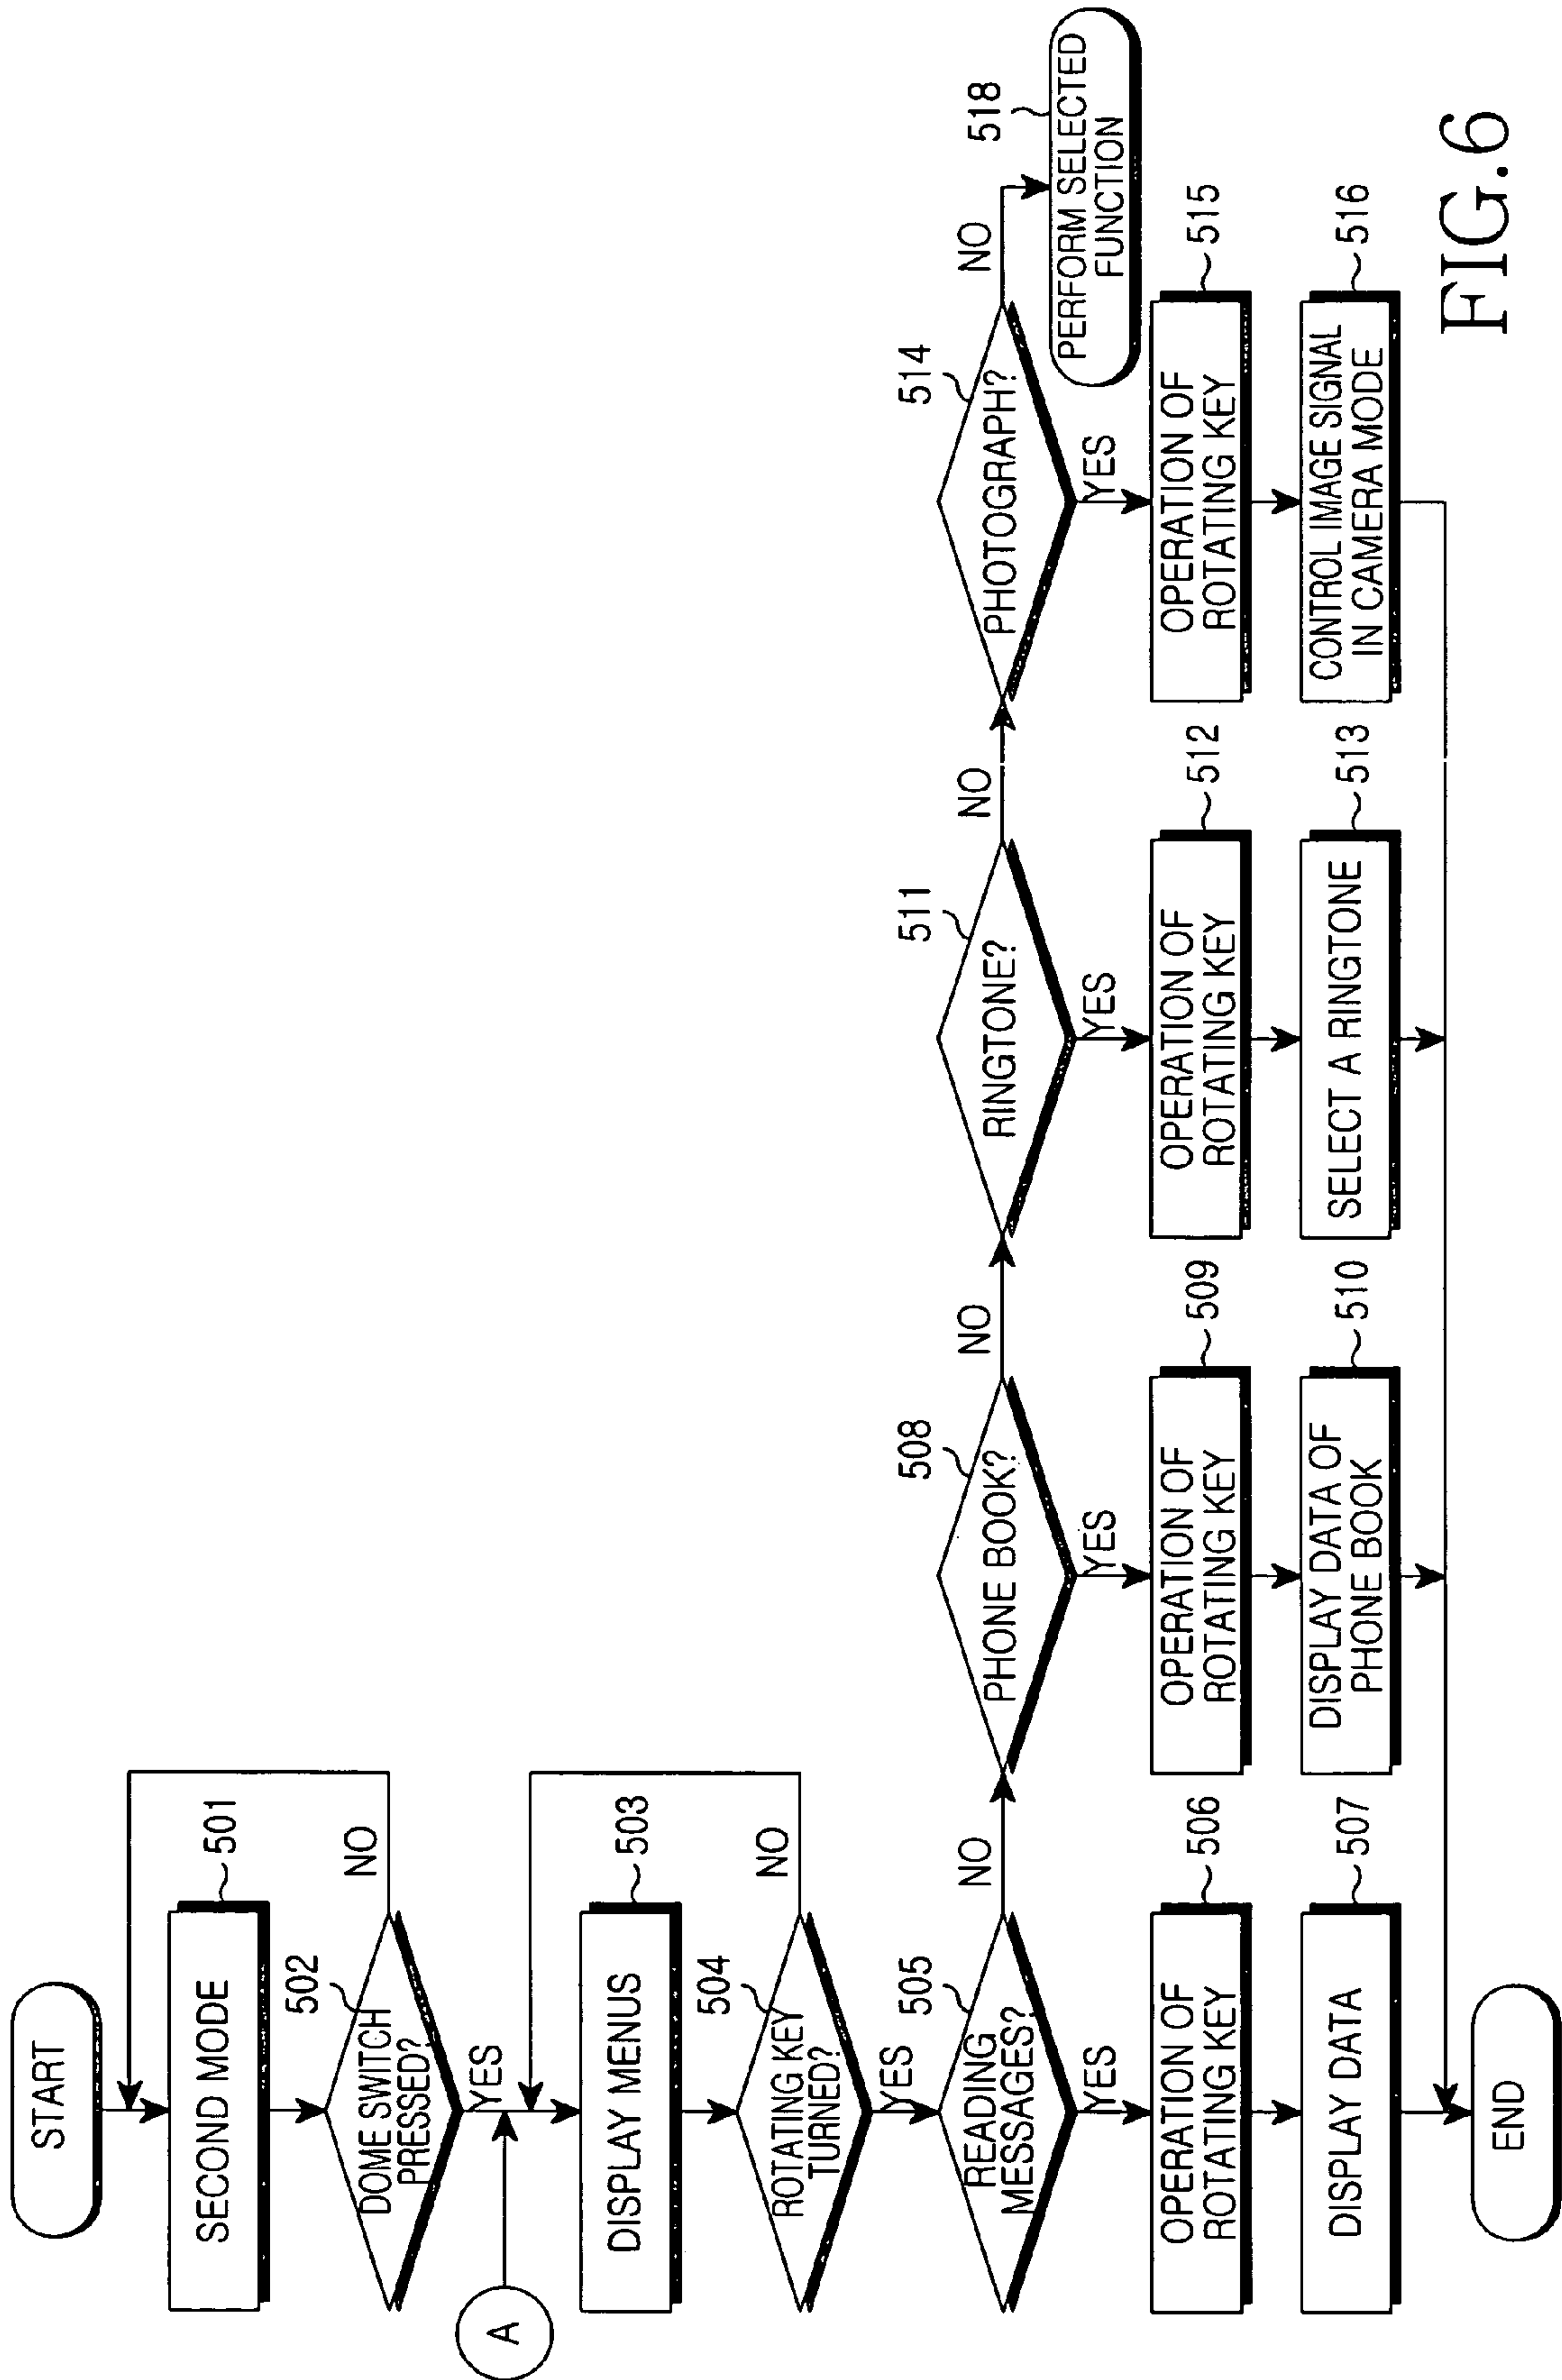 START
SECOND MODE
501
502
DOME SWITCH
PRESSED?
NO
YES
A
DISPLAY MENUS
503
504
ROTATING KEY
TURNED?
NO
YES
505
READING
MESSAGES?
NO
YES
OPERATION OF
ROTATING KEY
506
DISPLAY DATA
507
508
PHONE BOOK?
NO
YES
OPERATION OF
ROTATING KEY
509
DISPLAY DATA OF
PHONE BOOK
510
511
RINGTONE?
NO
YES
OPERATION OF
ROTATING KEY
512
SELECT A RINGTONE
513
514
PHOTOGRAPH?
NO
YES
518
PERFORM SELECTED
FUNCTION
OPERATION OF
ROTATING KEY
515
CONTROL IMAGE SIGNAL
IN CAMERA MODE
516
END
FIG.6